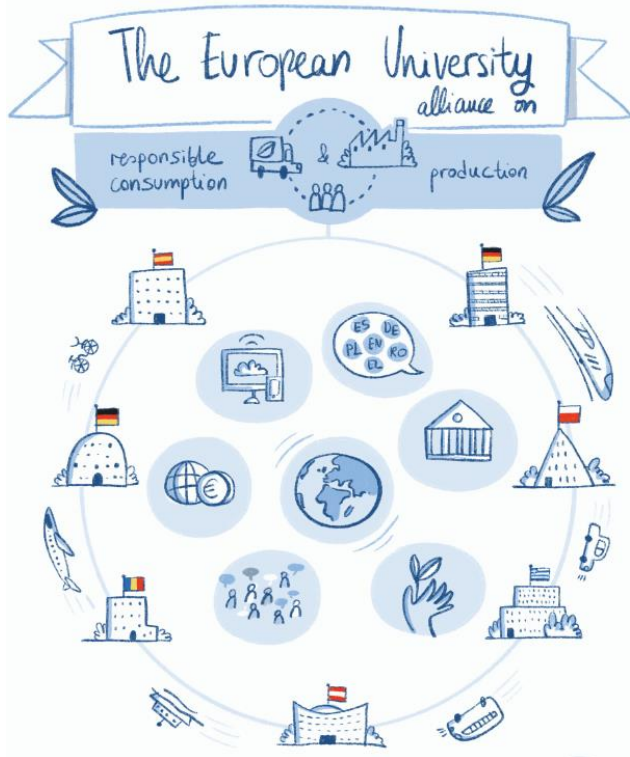 The European University
alliance on
responsible
consumption
&
production
ES DE
PL EN RO
EL
€